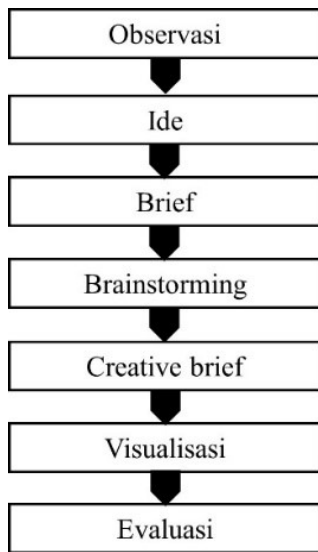 Observasi
Ide
Brief
Brainstorming
Creative brief
Visualisasi
Evaluasi